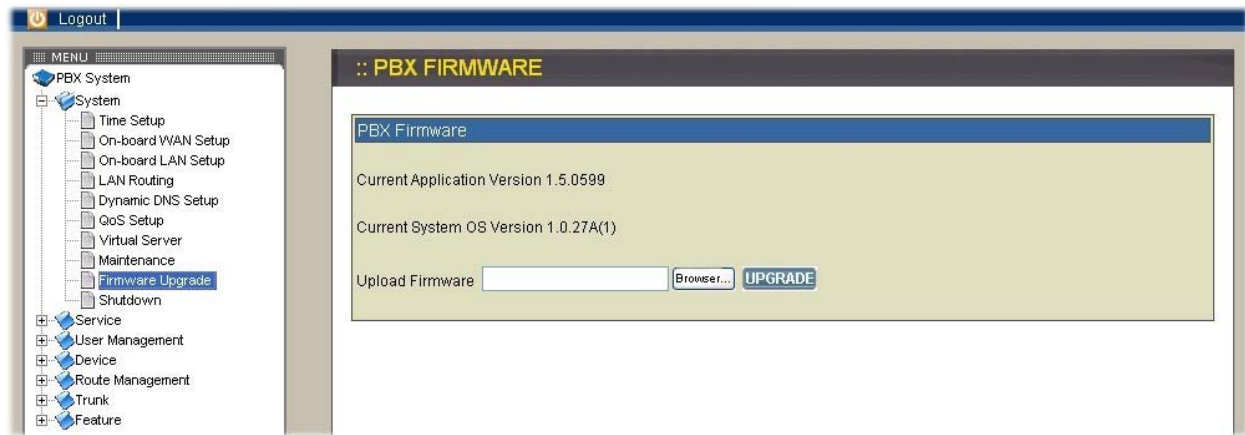 Logout
MENU
PBX System
System
Time Setup
On-board WAN Setup
On-board LAN Setup
LAN Routing
Dynamic DNS Setup
QoS Setup
Virtual Server
Maintenance
Firmware Upgrade
Shutdown
Service
User Management
Device
Route Management
Trunk
Feature
:: PBX FIRMWARE
PBX Firmware
Current Application Version 1.5.0599
Current System OS Version 1.0.27A(1)
Upload Firmware Browser... UPGRADE